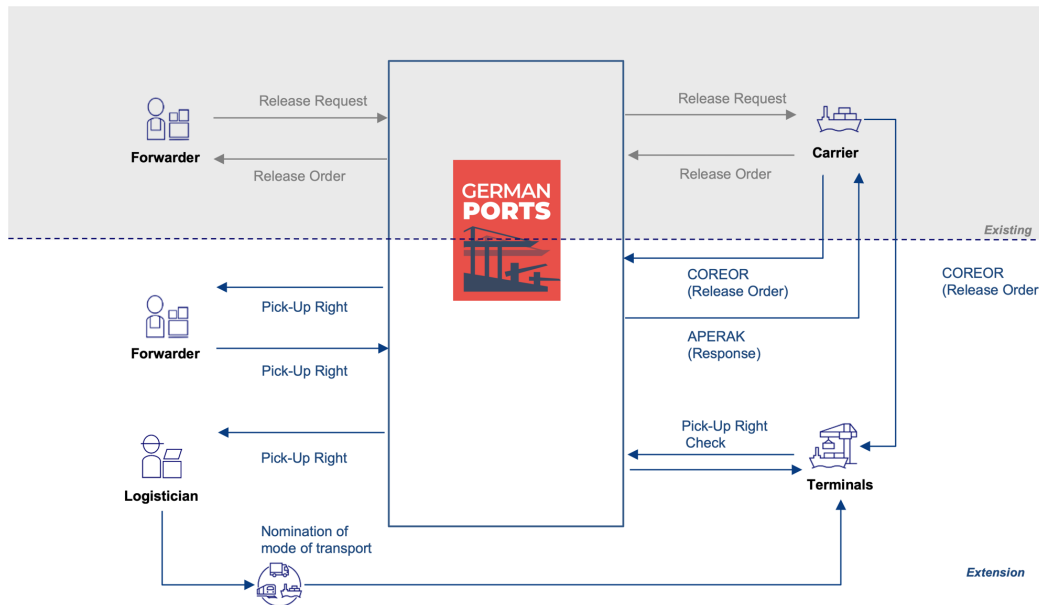 Release Request
Release Request
Forwarder
Carrier
Release Order
Release Order
GERMAN
PORTS
Existing
COREOR
(Release Order)
COREOR
(Release Order
Pick-Up Right
APERAK
(Response)
Forwarder
Pick-Up Right
Pick-Up Right
Check
Pick-Up Right
Logistician
Terminals
Nomination of
mode of transport
Extension